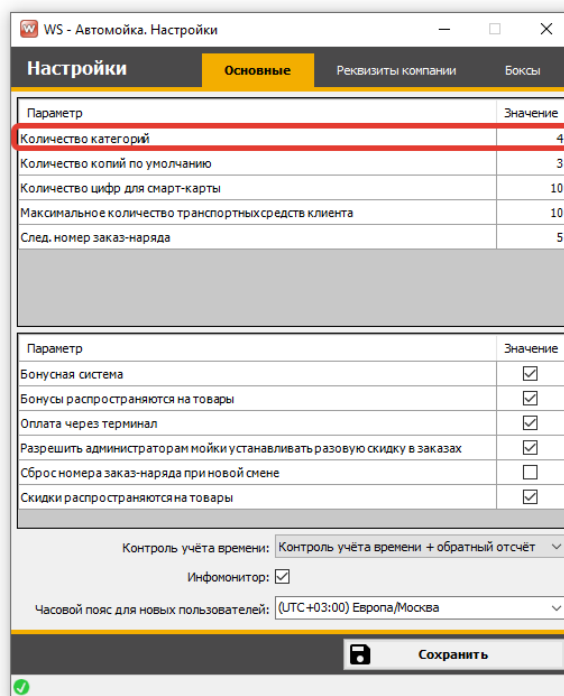 WS - Автомойка. Настройки
Настройки Основные Реквизиты компании Боксы
Параметр Значение
Количество категорий 4
Количество копий по умолчанию 3
Количество цифр для смарт-карты 10
Максимальное количество транспортных средств клиента 10
След. номер заказ-наряда 5
Параметр Значение
Бонусная система
Бонусы распространяются на товары
Оплата через терминал
Разрешить администраторам мойки устанавливать разовую скидку в заказах
Сброс номера заказ-наряда при новой смене
Скидки распространяются на товары
Контроль учёта времени: Контроль учёта времени + обратный отсчёт
Инфомонитор:
Часовой пояс для новых пользователей: (UTC+03:00) Европа/Москва
Сохранить